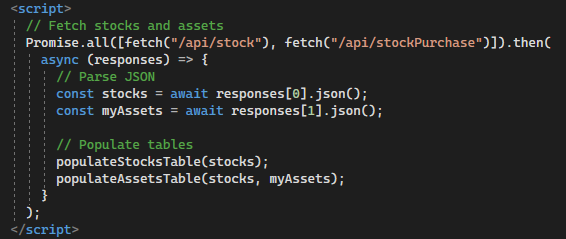 <script>
// Fetch stocks and assets
Promise.all([fetch("/api/stock"), fetch("/api/stockPurchase")]).then(
async (responses) => {
// Parse JSON
const stocks = await responses[0].json();
const myAssets = await responses[1].json();
// Populate tables
populateStocksTable(stocks);
populateAssetsTable(stocks, myAssets);
}
);
</script>